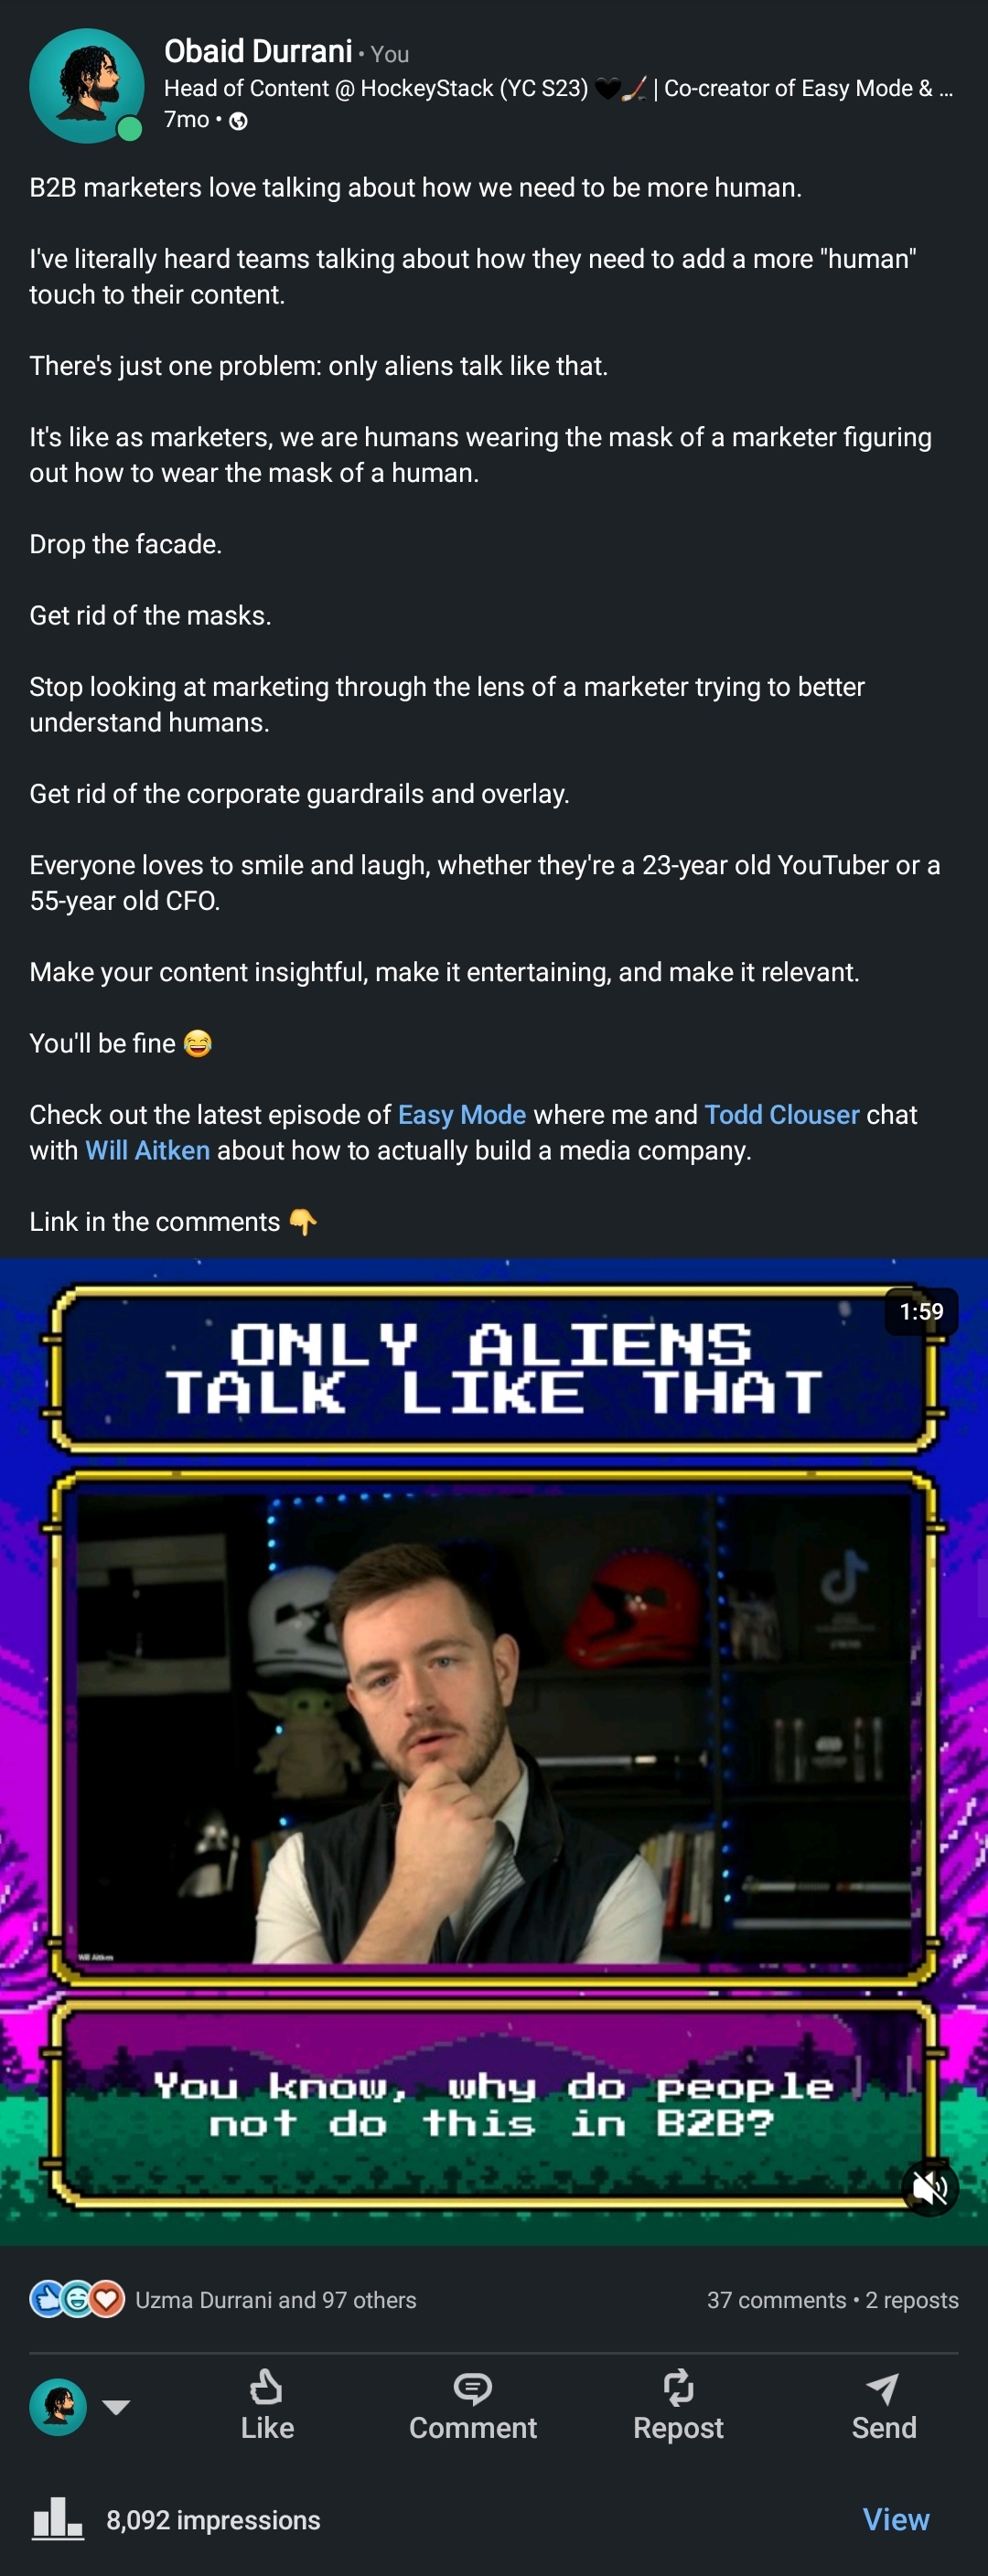 Obaid Durrani • You
Head of Content @ HockeyStack (YC S23) 🖤🏒 | Co-creator of Easy Mode & ...
7mo •
B2B marketers love talking about how we need to be more human.
I've literally heard teams talking about how they need to add a more "human"
touch to their content.
There's just one problem: only aliens talk like that.
It's like as marketers, we are humans wearing the mask of a marketer figuring
out how to wear the mask of a human.
Drop the facade.
Get rid of the masks.
Stop looking at marketing through the lens of a marketer trying to better
understand humans.
Get rid of the corporate guardrails and overlay.
Everyone loves to smile and laugh, whether they're a 23-year old YouTuber or a
55-year old CFO.
Make your content insightful, make it entertaining, and make it relevant.
You'll be fine 😂
Check out the latest episode of Easy Mode where me and Todd Clouser chat
with Will Aitken about how to actually build a media company.
Link in the comments 👇
1:59
ONLY ALIENS
TALK LIKE THAT
Will Aitken
You know, why do people
not do this in B2B?
Uzma Durrani and 97 others
37 comments • 2 reposts
Like
Comment
Repost
Send
8,092 impressions
View